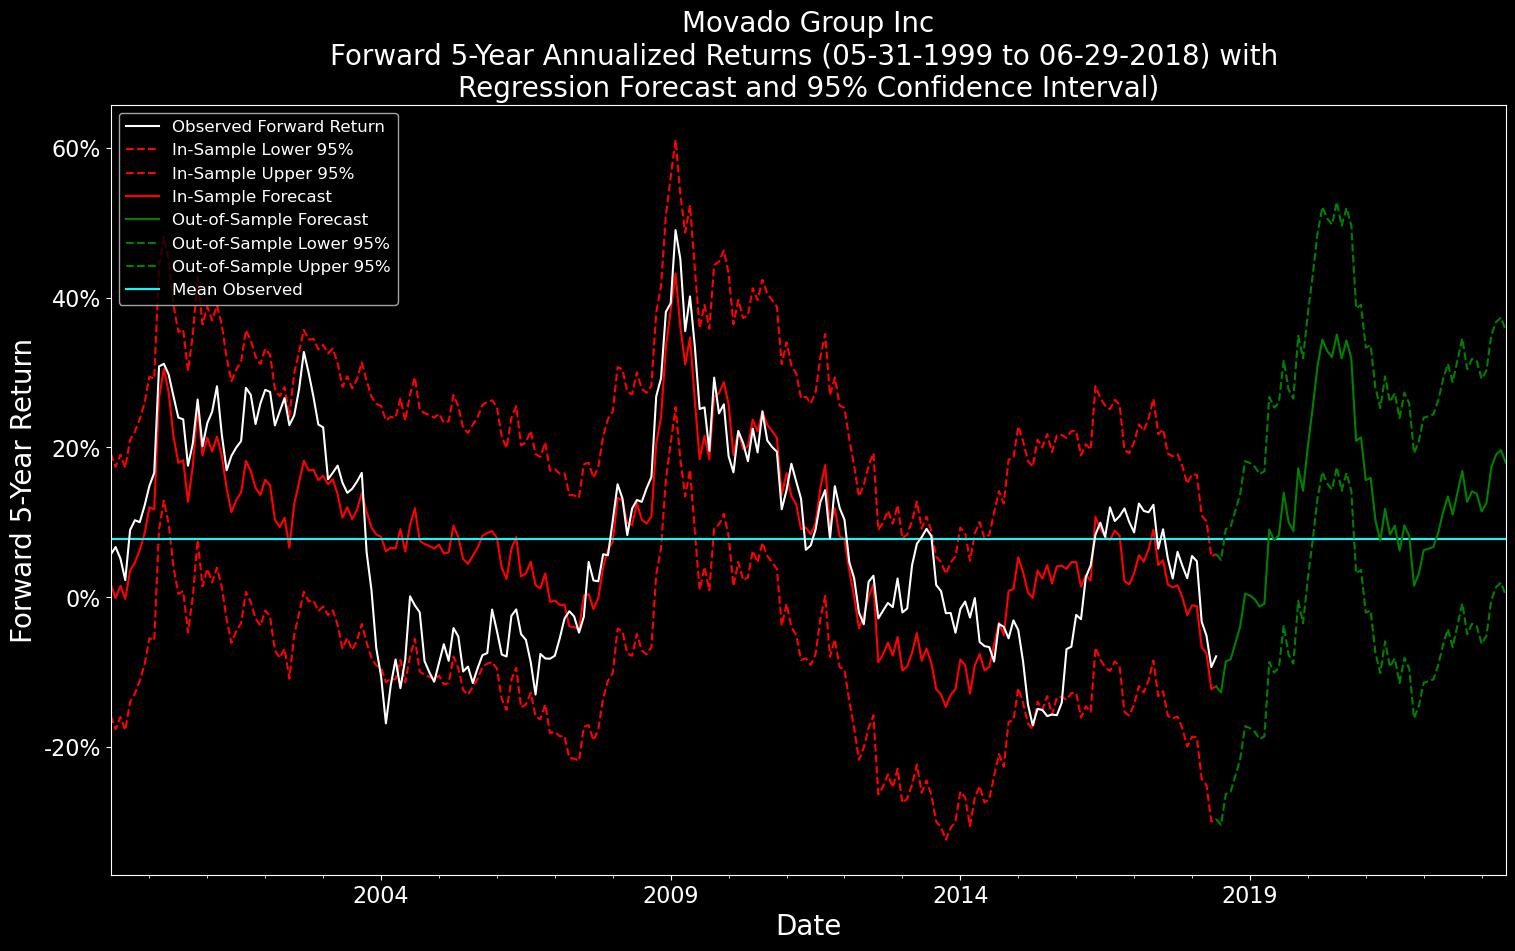 Movado Group Inc
Forward 5-Year Annualized Returns (05-31-1999 to 06-29-2018) with
Regression Forecast and 95% Confidence Interval)
Observed Forward Return
In-Sample Lower 95%
In-Sample Upper 95%
In-Sample Forecast
Out-of-Sample Forecast
Out-of-Sample Lower 95%
Out-of-Sample Upper 95%
Mean Observed
Forward 5-Year Return
60%
40%
20%
0%
-20%
2004
2009
2014
2019
Date